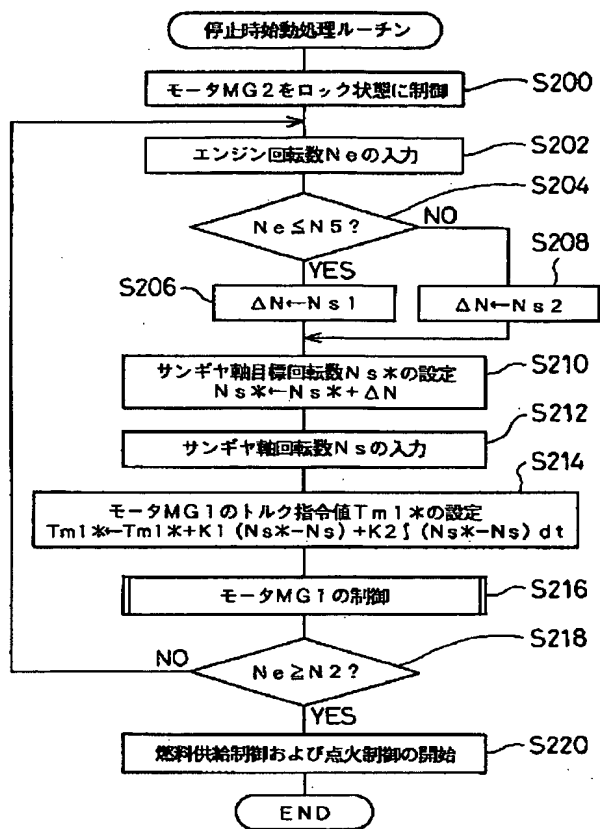 停止時始動処理ルーチン
モータMG2をロック状態に制御
S200
エンジン回転数Neの入力
S202
Ne≦N5?
S204
NO
YES
S206
ΔN←Ns1
S208
ΔN←Ns2
サンギヤ軸目標回転数Ns*の設定
Ns*←Ns*+ΔN
S210
サンギヤ軸回転数Nsの入力
S212
モータMG1のトルク指令値Tm1*の設定
Tm1*←Tm1*+K1(Ns*-Ns)+K2∫(Ns*-Ns)dt
S214
モータMG1の制御
S216
Ne≧N2?
S218
NO
YES
燃料供給制御および点火制御の開始
S220
END